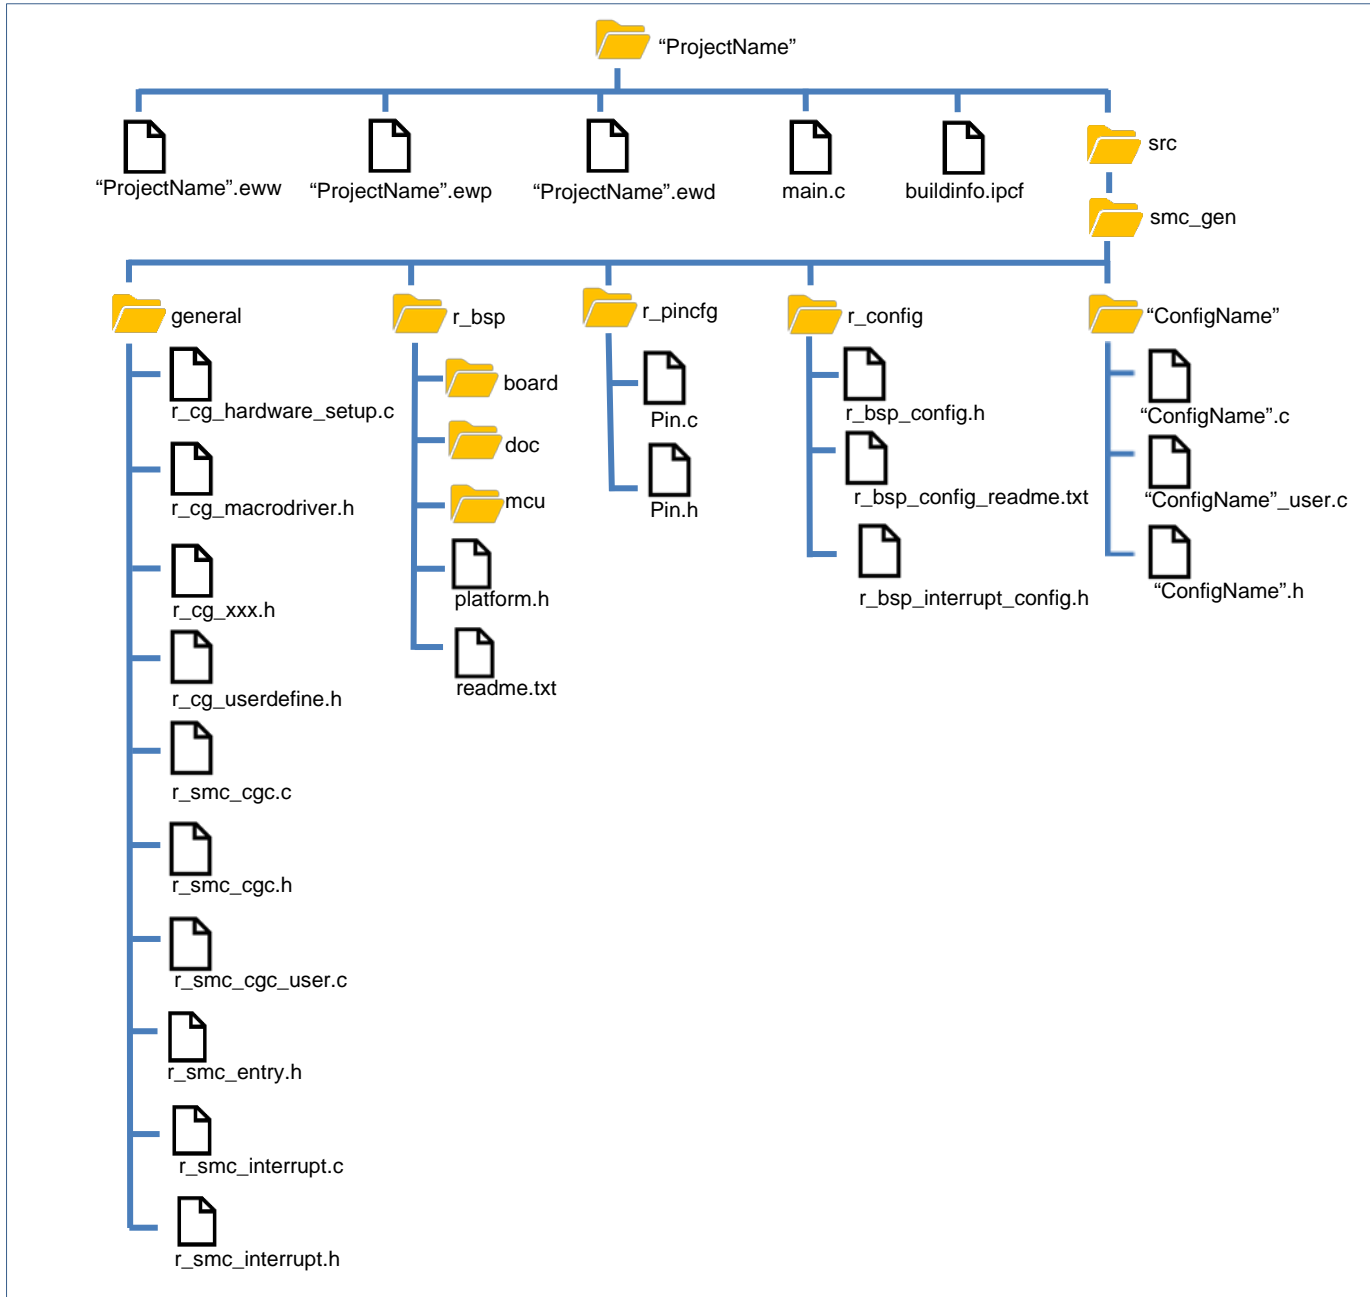 “ProjectName”
“ProjectName”.eww
“ProjectName”.ewp
“ProjectName”.ewd
main.c
buildinfo.ipcf
src
smc_gen
general
r_cg_hardware_setup.c
r_cg_macrodriver.h
r_cg_xxx.h
r_cg_userdefine.h
r_smc_cgc.c
r_smc_cgc.h
r_smc_cgc_user.c
r_smc_entry.h
r_smc_interrupt.c
r_smc_interrupt.h
r_bsp
board
doc
mcu
platform.h
readme.txt
r_pincfg
Pin.c
Pin.h
r_config
r_bsp_config.h
r_bsp_config_readme.txt
r_bsp_interrupt_config.h
“ConfigName”
“ConfigName”.c
“ConfigName”_user.c
“ConfigName”.h